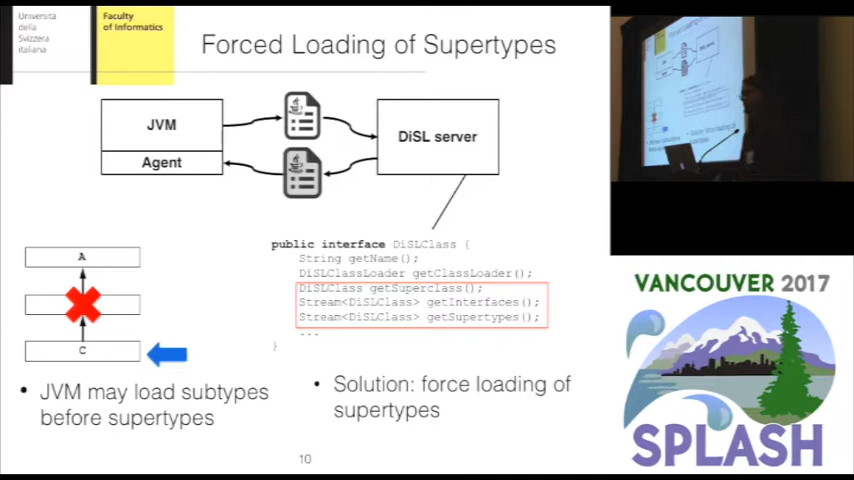 Università
della
Svizzera
italiana
Faculty
of Informatics
Forced Loading of Supertypes
JVM
Agent
DiSL server
public interface DiSLClass {
String getName();
DiSLClassLoader getClassLoader();
DiSLClass getSuperclass();
Stream<DiSLClass> getInterfaces();
Stream<DiSLClass> getSupertypes();
...
}
A
C
• JVM may load subtypes
before supertypes
• Solution: force loading of
supertypes
10
VANCOUVER 2017
SPLASH